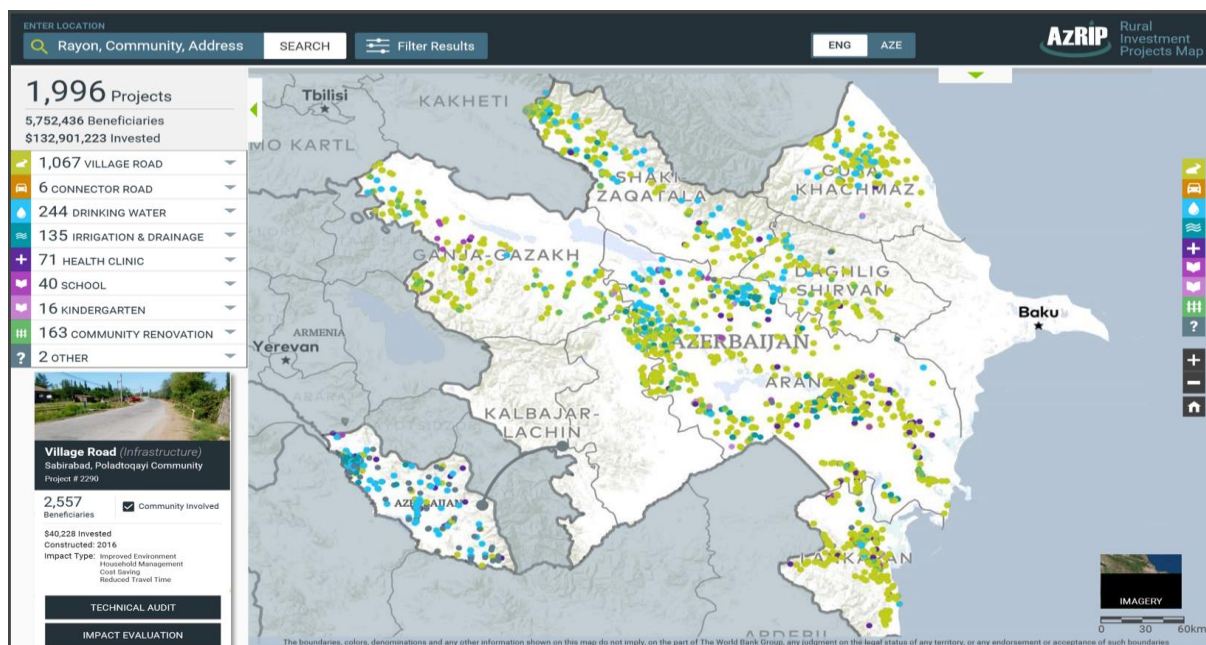 ENTER LOCATION
Rayon, Community, Address
SEARCH
Filter Results
ENG
AZE
AzRIP
Rural
Investment
Projects Map
1,996 Projects
5,752,436 Beneficiaries
$132,901,223 Invested
1,067 VILLAGE ROAD
6 CONNECTOR ROAD
244 DRINKING WATER
135 IRRIGATION & DRAINAGE
71 HEALTH CLINIC
40 SCHOOL
16 KINDERGARTEN
163 COMMUNITY RENOVATION
? 2 OTHER
Village Road (Infrastructure)
Sabirabad, Poladtoqayi Community
Project # 2290
2,557
Beneficiaries
Community Involved
$40,228 Invested
Constructed: 2016
Impact Type: Improved Environment
Household Management
Cost Saving
Reduced Travel Time
TECHNICAL AUDIT
IMPACT EVALUATION
Tbilisi
KAKHETI
MO KARTL
SHAKI
ZAQATALA
GUBA
KHACHMAZ
GANJA-GAZAKH
DAGHLIG
SHIRVAN
Baku
ARMENIA
Yerevan
AZERBAIJAN
ARAN
KALBAJAR-
LACHIN
AZERBAIJAN
LANKARAN
ARDEBIL
?
IMAGERY
0 30 60km
The boundaries, colors, denominations and any other information shown on this map do not imply, on the part of The World Bank Group, any judgment on the legal status of any territory, or any endorsement or acceptance of such boundaries